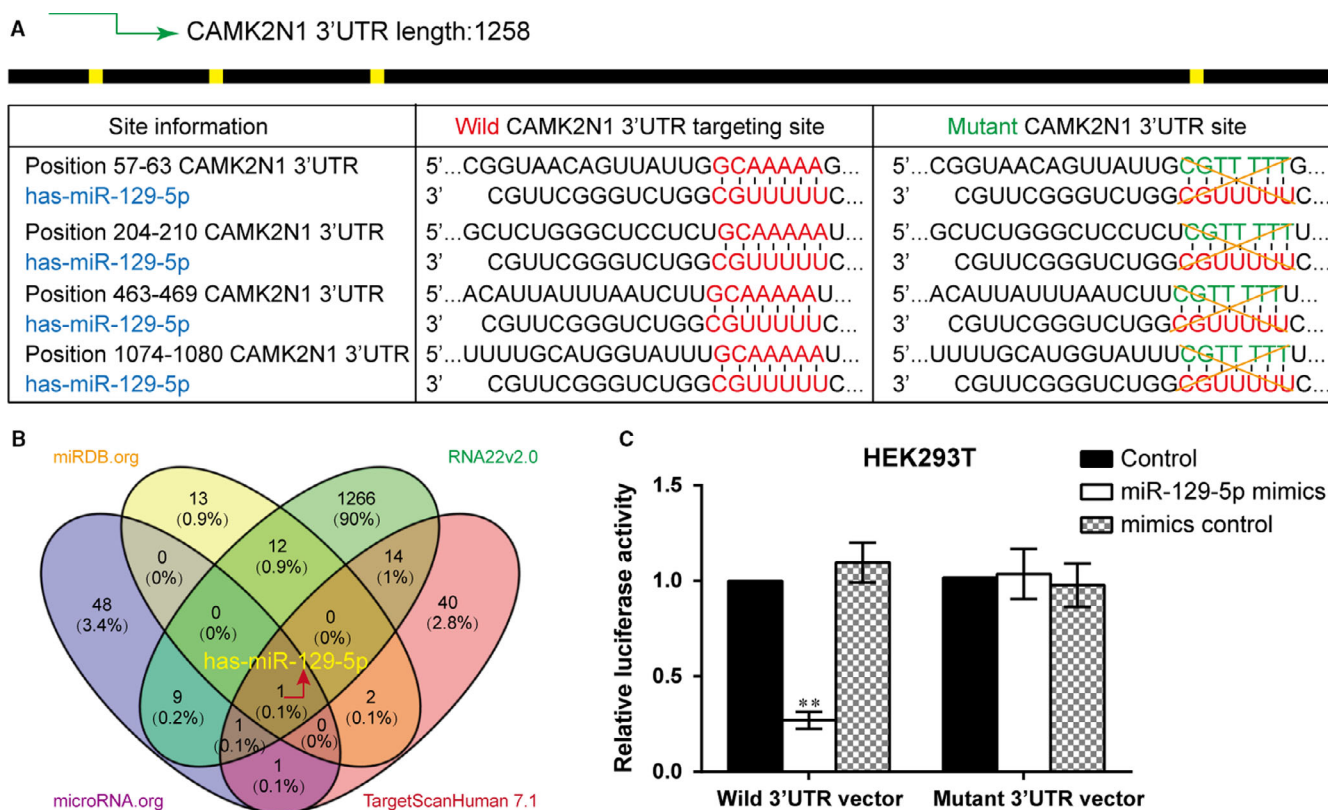 A
CAMK2N1 3'UTR length:1258
Site information
Wild CAMK2N1 3'UTR targeting site
Mutant CAMK2N1 3'UTR site
Position 57-63 CAMK2N1 3'UTR
5'...CGGUAACAGUUAUUGGCAAAAAG...
5'...CGGUAACAGUUAUUGCGTT TTTG...
has-miR-129-5p
3' CGUUCGGGUCUGGCGUUUUUC...
3' CGUUCGGGUCUGGCGUUUUUC...
Position 204-210 CAMK2N1 3'UTR
5'...GCUCUGGGCUCCUCUGCAAAAAU...
5'...GCUCUGGGCUCCUCUCGTT TTTU...
has-miR-129-5p
3' CGUUCGGGUCUGGCGUUUUUC...
3' CGUUCGGGUCUGGCGUUUUUC...
Position 463-469 CAMK2N1 3'UTR
5'...ACAUUAUUUAAUCUUGCAAAAAU...
5'...ACAUUAUUUAAUCUUCGTT TTTU...
has-miR-129-5p
3' CGUUCGGGUCUGGCGUUUUUC...
3' CGUUCGGGUCUGGCGUUUUUC...
Position 1074-1080 CAMK2N1 3'UTR
5'...UUUUGCAUGGUAUUUGCAAAAAU...
5'...UUUUGCAUGGUAUUUCGTT TTTU...
has-miR-129-5p
3' CGUUCGGGUCUGGCGUUUUUC...
3' CGUUCGGGUCUGGCGUUUUUC...
B
miRDB.org
RNA22v2.0
13
(0.9%)
1266
(90%)
0
(0%)
12
(0.9%)
14
(1%)
48
(3.4%)
0
(0%)
0
(0%)
40
(2.8%)
has-miR-129-5p
9
(0.2%)
1
(0.1%)
2
(0.1%)
1
(0.1%)
0
(0%)
1
(0.1%)
microRNA.org
TargetScanHuman 7.1
C
HEK293T
Control
miR-129-5p mimics
mimics control
Relative luciferase activity
1.5
1.0
0.5
0.0
**
Wild 3'UTR vector
Mutant 3'UTR vector